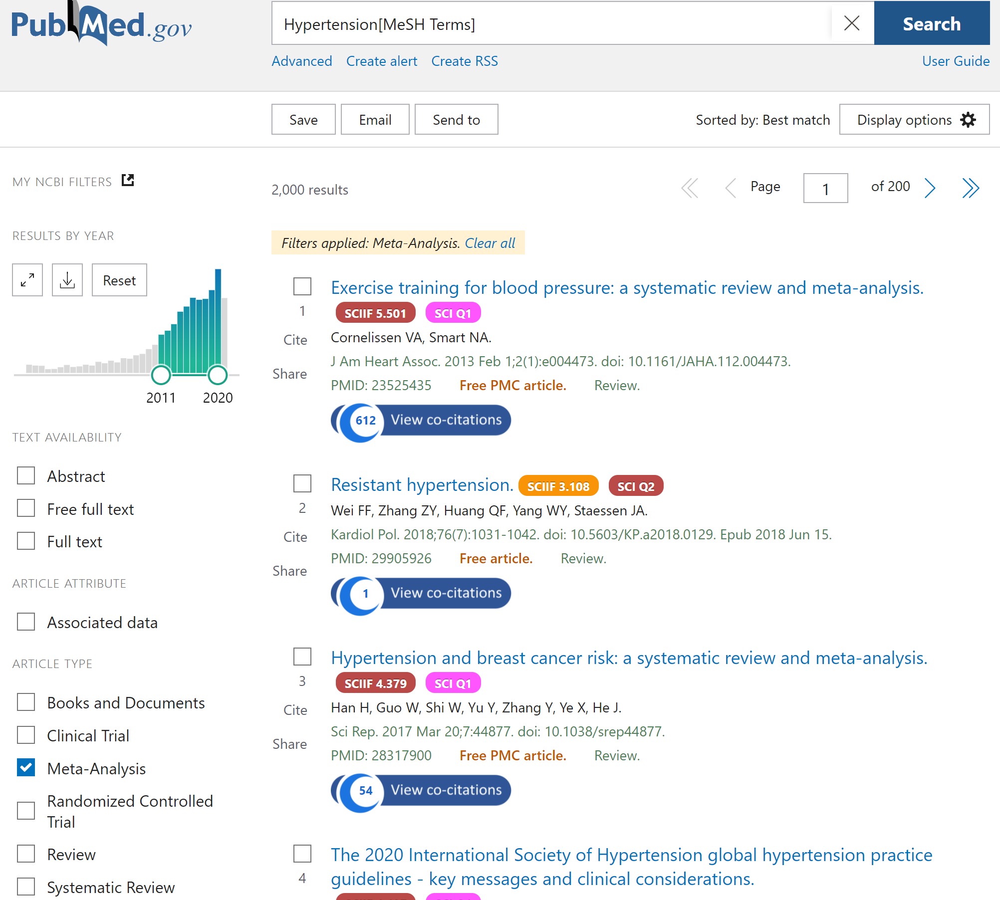 PubMed.gov
Hypertension[MeSH Terms]
Search
Advanced Create alert Create RSS
User Guide
Save Email Send to
Sorted by: Best match Display options
MY NCBI FILTERS
2,000 results
Page 1 of 200
RESULTS BY YEAR
Reset
2011 2020
TEXT AVAILABILITY
Abstract
Free full text
Full text
ARTICLE ATTRIBUTE
Associated data
ARTICLE TYPE
Books and Documents
Clinical Trial
Meta-Analysis
Randomized Controlled
Trial
Review
Systematic Review
Filters applied: Meta-Analysis. Clear all
Exercise training for blood pressure: a systematic review and meta-analysis.
1
SCIIF 5.501 SCI Q1
Cite
Cornelissen VA, Smart NA.
J Am Heart Assoc. 2013 Feb 1;2(1):e004473. doi: 10.1161/JAHA.112.004473.
Share
PMID: 23525435 Free PMC article. Review.
612 View co-citations
Resistant hypertension. SCIIF 3.108 SCI Q2
2
Wei FF, Zhang ZY, Huang QF, Yang WY, Staessen JA.
Cite
Kardiol Pol. 2018;76(7):1031-1042. doi: 10.5603/KP.a2018.0129. Epub 2018 Jun 15.
PMID: 29905926 Free article. Review.
Share
1 View co-citations
Hypertension and breast cancer risk: a systematic review and meta-analysis.
3
SCIIF 4.379 SCI Q1
Cite
Han H, Guo W, Shi W, Yu Y, Zhang Y, Ye X, He J.
Sci Rep. 2017 Mar 20;7:44877. doi: 10.1038/srep44877.
Share
PMID: 28317900 Free PMC article. Review.
54 View co-citations
The 2020 International Society of Hypertension global hypertension practice
4
guidelines - key messages and clinical considerations.